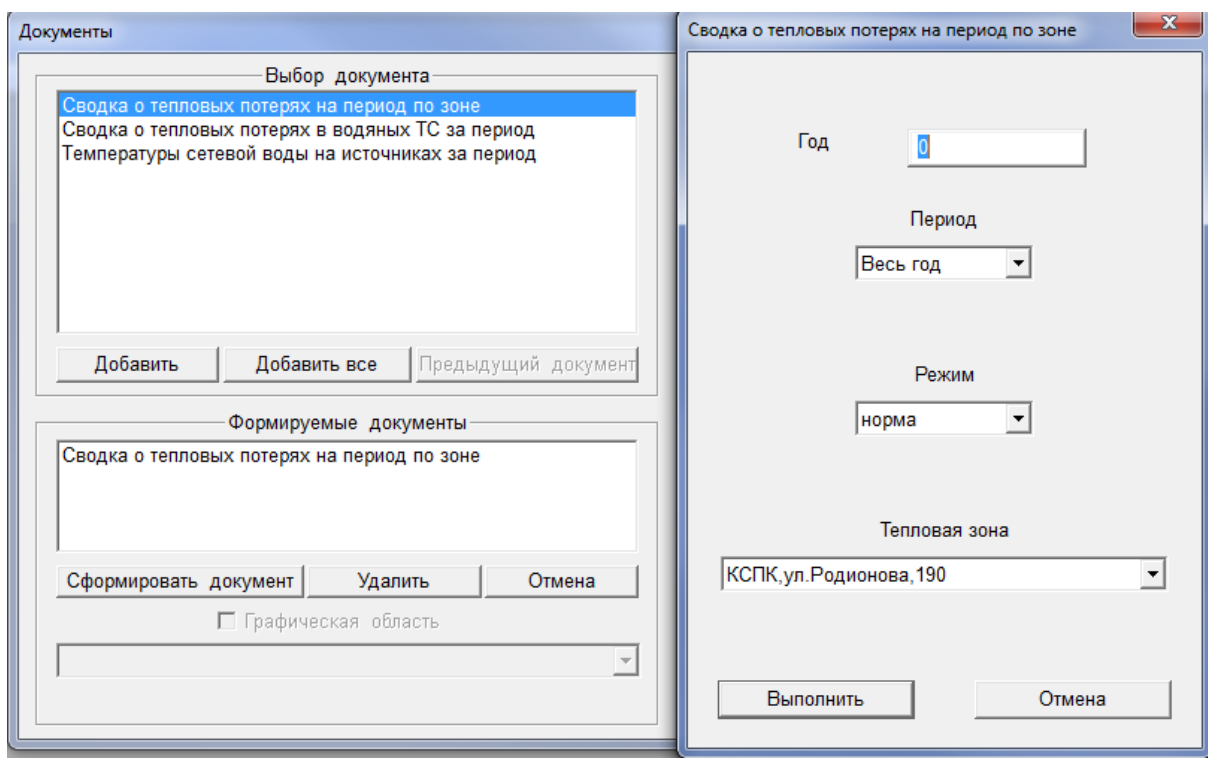 Документы
Выбор документа
Сводка о тепловых потерях на период по зоне
Сводка о тепловых потерях в водяных ТС за период
Температуры сетевой воды на источниках за период
Добавить
Добавить все
Предыдущий документ
Формируемые документы
Сводка о тепловых потерях на период по зоне
Сформировать документ
Удалить
Отмена
Графическая область
Сводка о тепловых потерях на период по зоне
Год
0
Период
Весь год
Режим
норма
Тепловая зона
КСПК,ул.Родионова,190
Выполнить
Отмена